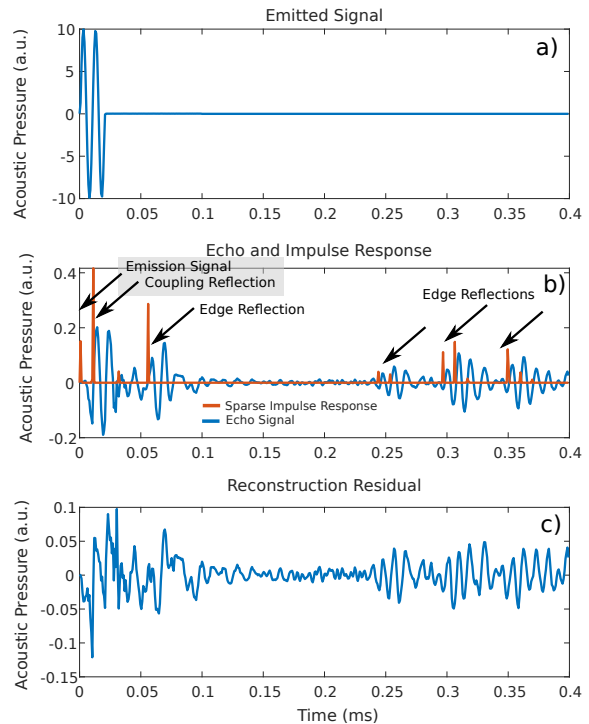 Emitted Signal
a)
Acoustic Pressure (a.u.)
10
5
0
-5
-10
0 0.05 0.1 0.15 0.2 0.25 0.3 0.35 0.4
Echo and Impulse Response
b)
Acoustic Pressure (a.u.)
0.4
0.2
0
-0.2
Emission Signal
Coupling Reflection
Edge Reflection
Edge Reflections
Sparse Impulse Response
Echo Signal
0 0.05 0.1 0.15 0.2 0.25 0.3 0.35 0.4
Reconstruction Residual
c)
Acoustic Pressure (a.u.)
0.1
0.05
0
-0.05
-0.1
-0.15
0 0.05 0.1 0.15 0.2 0.25 0.3 0.35 0.4
Time (ms)